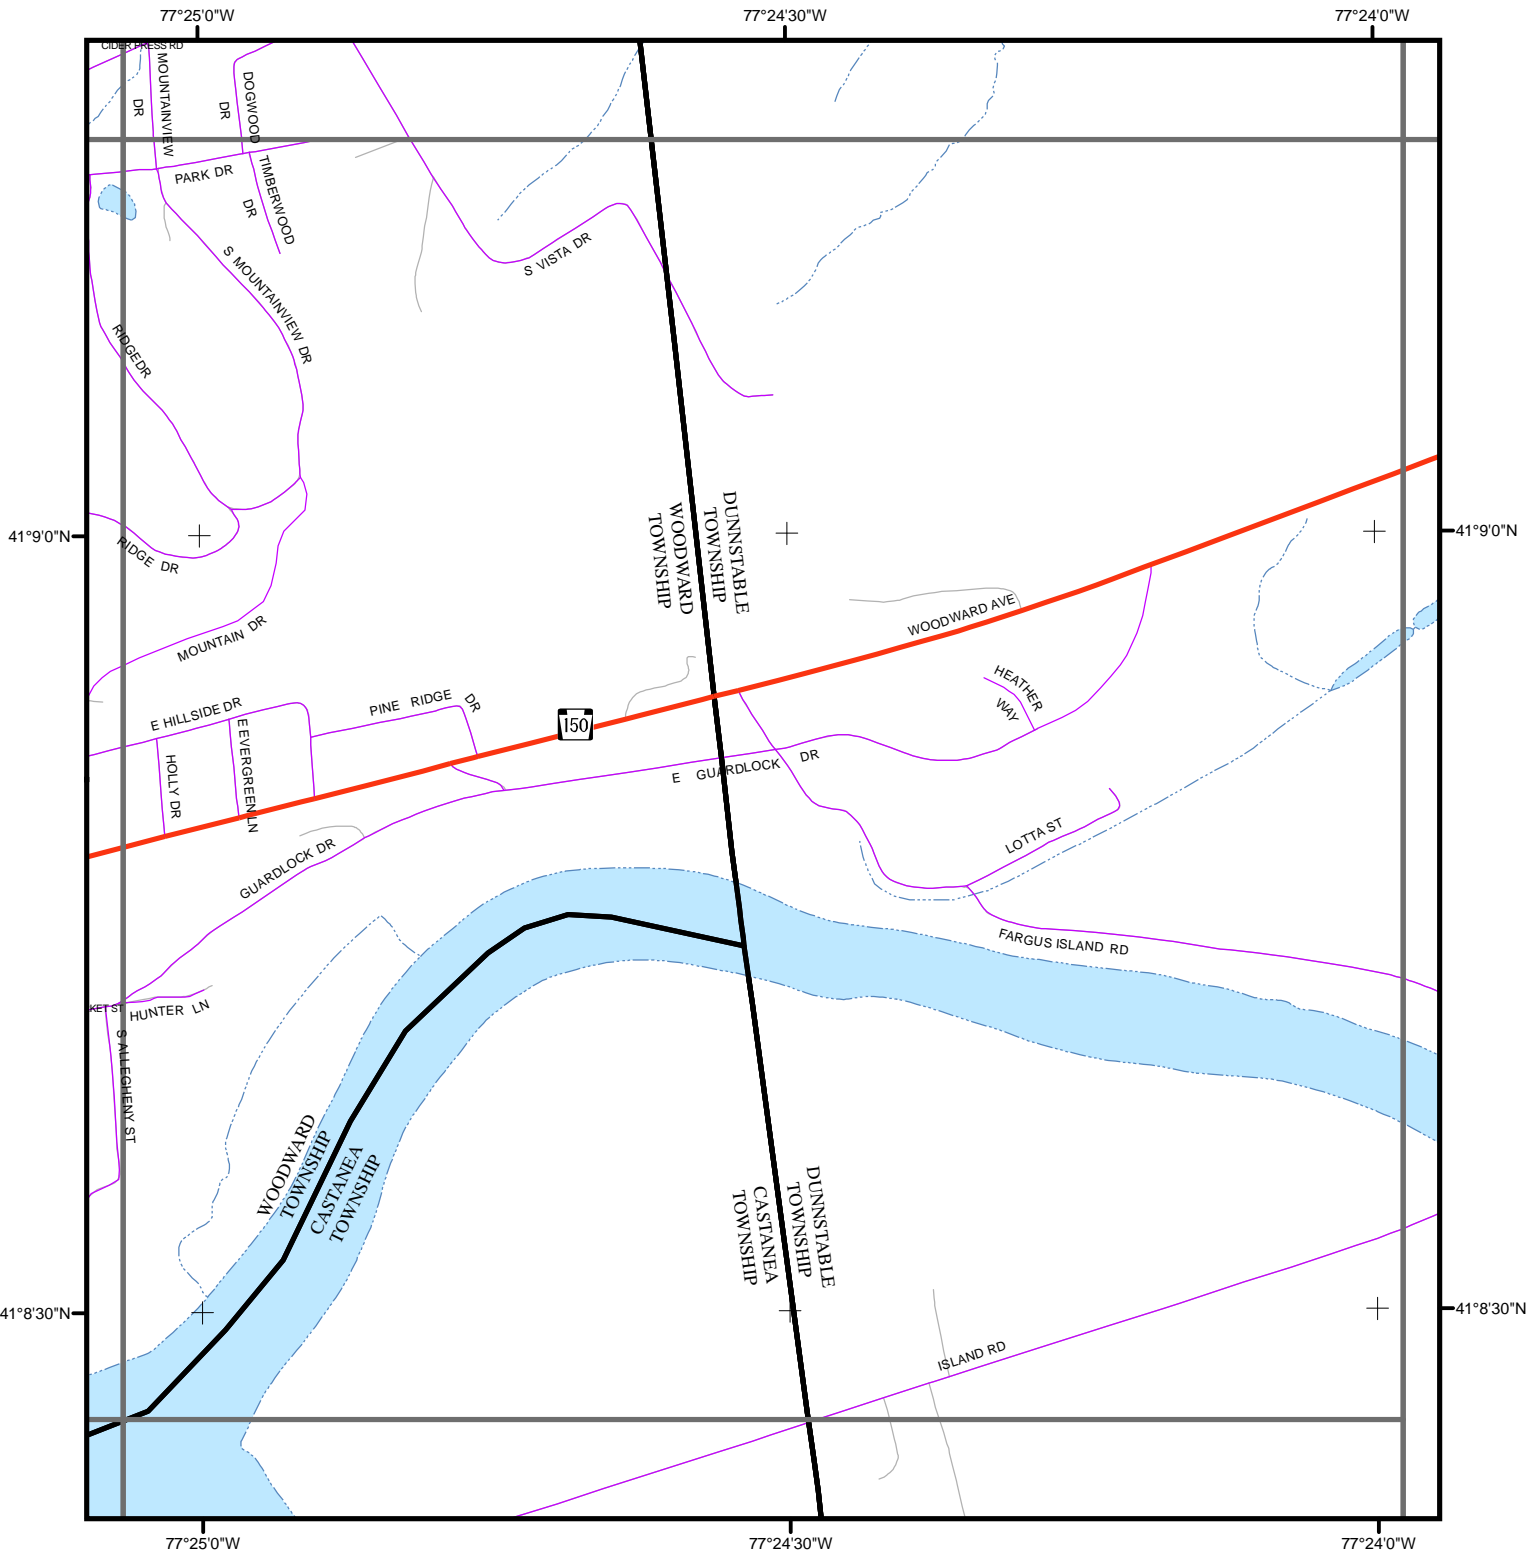 77°25'0"W
77°24'30"W
77°24'0"W
CIDER PRESS RD
MOUNTAINVIEW
DR
DOGWOOD
DR
PARK DR
TIMBERWOOD
DR
S MOUNTAINVIEW DR
S VISTA DR
RIDGEDR
41°9'0"N
41°9'0"N
RIDGE DR
WOODWARD
TOWNSHIP
DUNNSTABLE
TOWNSHIP
WOODWARD AVE
MOUNTAIN DR
HEATHER
WAY
E HILLSIDE DR
PINE RIDGE DR
150
E EVERGREEN LN
HOLLY DR
E GUARDLOCK DR
LOTTA ST
GUARDLOCK DR
FARGUS ISLAND RD
KET ST
HUNTER LN
S ALLEGHENY ST
WOODWARD
TOWNSHIP
CASTANEA
TOWNSHIP
CASTANEA
TOWNSHIP
DUNNSTABLE
TOWNSHIP
41°8'30"N
41°8'30"N
ISLAND RD
77°25'0"W
77°24'30"W
77°24'0"W